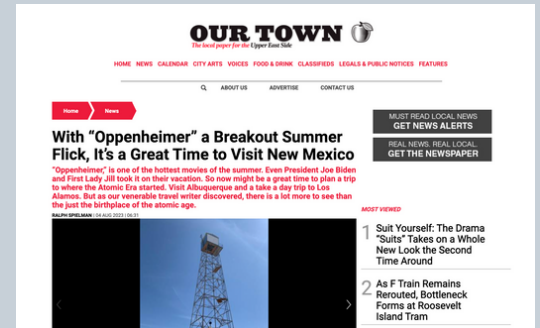 OUR TOWN
The local paper for the Upper East Side
HOME NEWS CALENDAR CITY ARTS VOICES FOOD & DRINK CLASSIFIEDS LEGALS & PUBLIC NOTICES FEATURES
ABOUT US ADVERTISE CONTACT US
Home News
With “Oppenheimer” a Breakout Summer
Flick, It’s a Great Time to Visit New Mexico
“Oppenheimer,” is one of the hottest movies of the summer. Even President Joe Biden
and First Lady Jill took it on their vacation. So now might be a great time to plan a trip
to where the Atomic Era started. Visit Albuquerque and a take a day trip to Los
Alamos. But as our venerable travel writer discovered, there is a lot more to see than
the just the birthplace of the atomic age.
RALPH SPIELMAN | 04 AUG 2023 | 06:31
MUST READ LOCAL NEWS
GET NEWS ALERTS
READ NEWS. REAL LOCAL.
GET THE NEWSPAPER
MOST VIEWED
1 Suit Yourself: The Drama
“Suits” Takes on a Whole
New Look the Second
Time Around
2 As F Train Remains
Rerouted, Bottleneck
Forms at Roosevelt
Island Tram